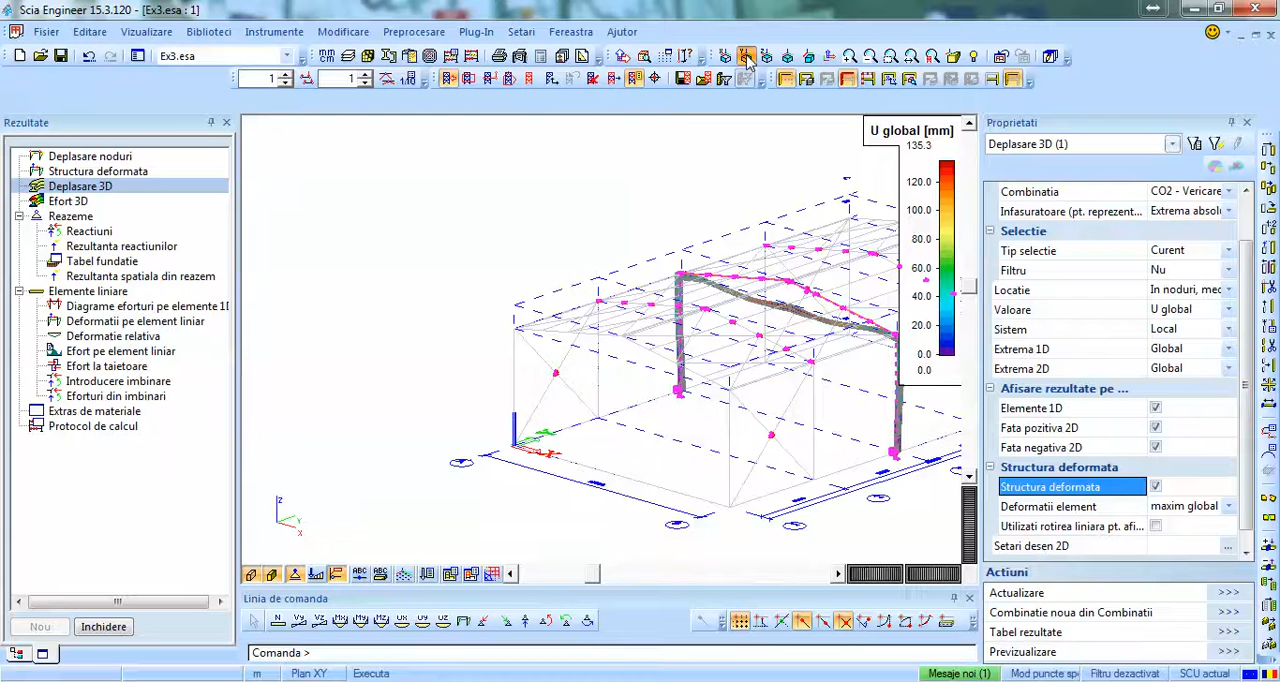 Scia Engineer 15.3.120 - [Ex3.esa : 1]
Fisier Editare Vizualizare Biblioteci Instrumente Modificare Preprocesare Plug-In Setari Fereastra Ajutor
Ex3.esa
1 1
Rezultate
Deplasare noduri
Structura deformata
Deplasare 3D
Efort 3D
Reazeme
Reactiuni
Rezultanta reactiunilor
Tabel fundatie
Rezultanta spatiala din reazem
Elemente liniare
Diagrame eforturi pe elemente 1D
Deformatii pe element liniar
Deformatie relativa
Efort pe element liniar
Efort la taietoare
Introducere imbinare
Eforturi din imbinari
Extras de materiale
Protocol de calcul
Nou Inchidere
U global [mm]
135.3
120.0
100.0
80.0
60.0
40.0
20.0
0.0
0.0
Z
Y
X
Linia de comanda
Comanda >
Proprietati
Deplasare 3D (1)
Combinatia CO2 - Vericare
Infasuratoare (pt. reprezent... Extrema absolu
Selectie
Tip selectie Curent
Filtru Nu
Locatie In noduri, mec
Valoare U global
Sistem Local
Extrema 1D Global
Extrema 2D Global
Afisare rezultate pe ...
Elemente 1D
Fata pozitiva 2D
Fata negativa 2D
Structura deformata
Structura deformata
Deformatii element maxim global
Utilizati rotirea liniara pt. afi...
Setari desen 2D ...
Actiuni
Actualizare >>>
Combinatie noua din Combinatii >>>
Tabel rezultate >>>
Previzualizare >>>
m Plan XY Executa Mesaje noi (1) Mod puncte sp Filtru dezactivat SCU actual